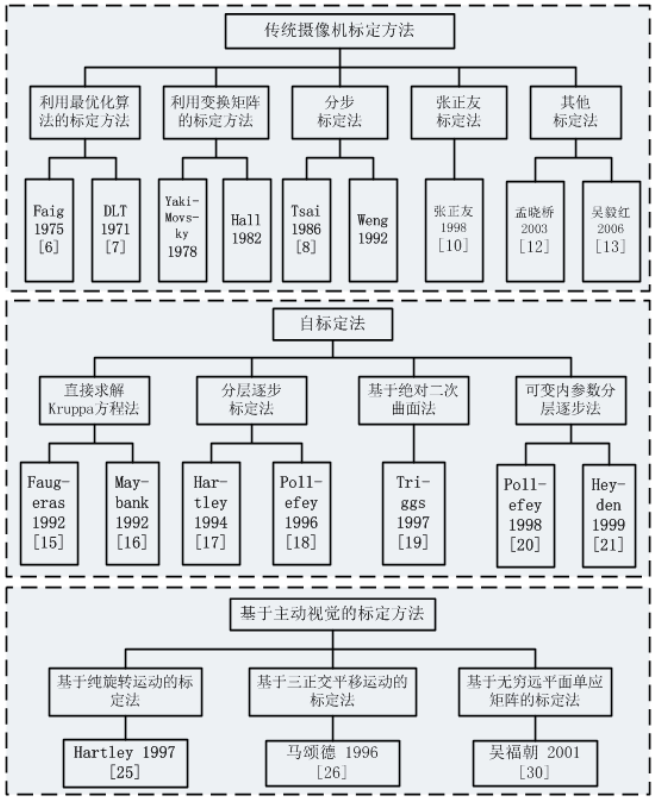 传统摄像机标定方法
利用最优化算
法的标定方法
利用变换矩阵
的标定方法
分步
标定法
张正友
标定法
其他
标定法
Faig
1975
[6]
DLT
1971
[7]
Yaki-
Movs-
ky
1978
Hall
1982
Tsai
1986
[8]
Weng
1992
张正友
1998
[10]
孟晓桥
2003
[12]
吴毅红
2006
[13]
自标定法
直接求解
Kruppa方程法
分层逐步
标定法
基于绝对二次
曲面法
可变内参数分
层逐步法
Faug-
eras
1992
[15]
May-
bank
1992
[16]
Har-
tley
1994
[17]
Poll-
efey
1996
[18]
Tri-
ggs
1997
[19]
Poll-
efey
1998
[20]
Hey-
den
1999
[21]
基于主动视觉的标定方法
基于纯旋转运动的标
定法
基于三正交平移运动的
标定法
基于无穷远平面单应
矩阵的标定法
Hartley 1997
[25]
马颂德 1996
[26]
吴福朝 2001
[30]